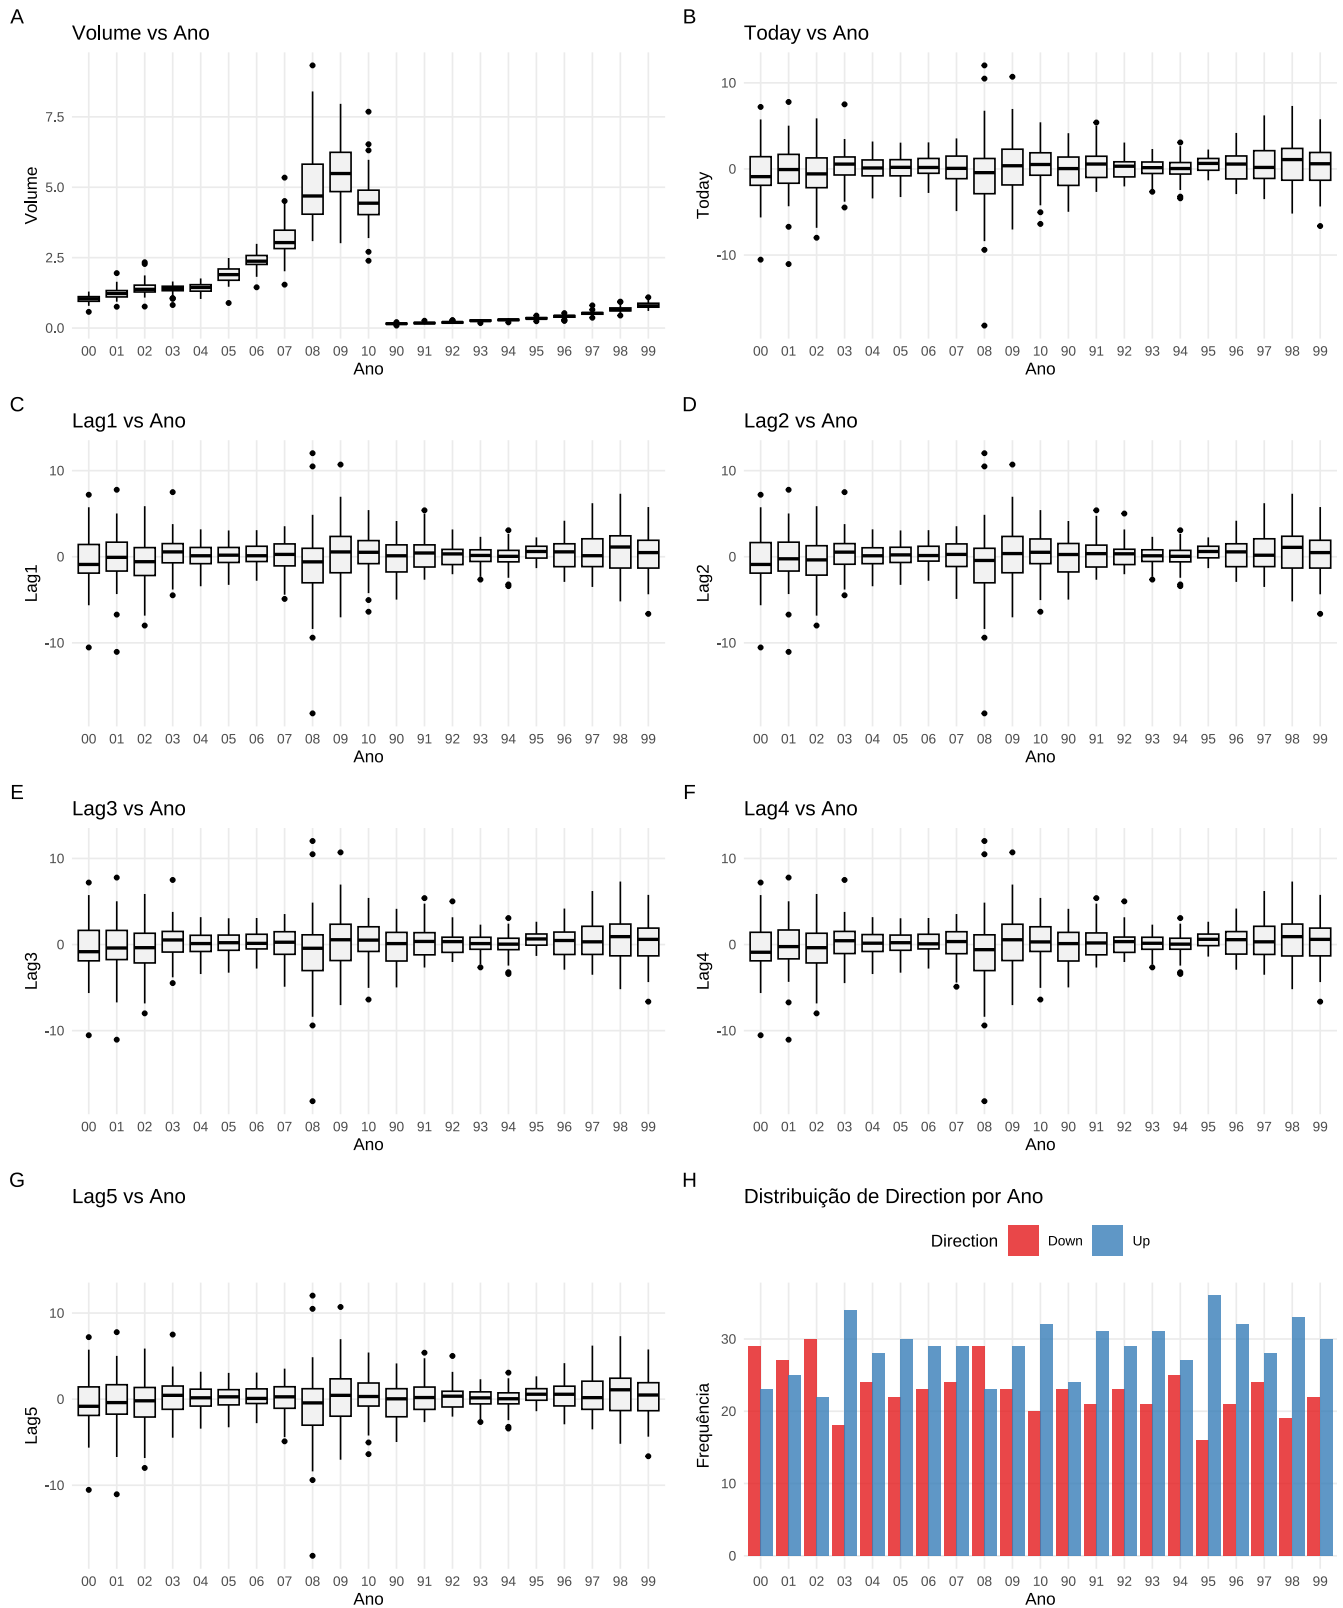 A
Volume vs Ano
7.5
5.0
2.5
0.0
Volume
00 01 02 03 04 05 06 07 08 09 10 90 91 92 93 94 95 96 97 98 99
Ano
B
Today vs Ano
10
0
-10
Today
00 01 02 03 04 05 06 07 08 09 10 90 91 92 93 94 95 96 97 98 99
Ano
C
Lag1 vs Ano
10
0
-10
Lag1
00 01 02 03 04 05 06 07 08 09 10 90 91 92 93 94 95 96 97 98 99
Ano
D
Lag2 vs Ano
10
0
-10
Lag2
00 01 02 03 04 05 06 07 08 09 10 90 91 92 93 94 95 96 97 98 99
Ano
E
Lag3 vs Ano
10
0
-10
Lag3
00 01 02 03 04 05 06 07 08 09 10 90 91 92 93 94 95 96 97 98 99
Ano
F
Lag4 vs Ano
10
0
-10
Lag4
00 01 02 03 04 05 06 07 08 09 10 90 91 92 93 94 95 96 97 98 99
Ano
G
Lag5 vs Ano
10
0
-10
Lag5
00 01 02 03 04 05 06 07 08 09 10 90 91 92 93 94 95 96 97 98 99
Ano
H
Distribuição de Direction por Ano
Direction Down Up
30
20
10
0
Frequência
00 01 02 03 04 05 06 07 08 09 10 90 91 92 93 94 95 96 97 98 99
Ano